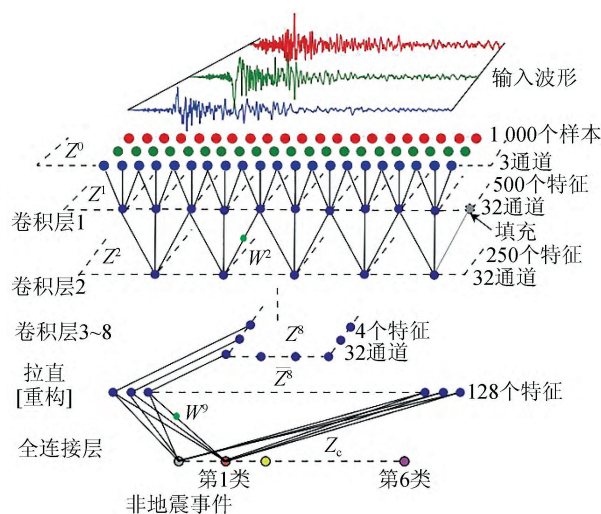 输入波形
1,000个样本
Z⁰
3通道
Z¹
500个特征
卷积层1
32通道
填充
Z²
W²
250个特征
卷积层2
32通道
卷积层3~8
Z⁸
4个特征
32通道
拉直
[重构]
Z̅⁸
128个特征
W⁹
全连接层
Z_c
第1类
第6类
非地震事件